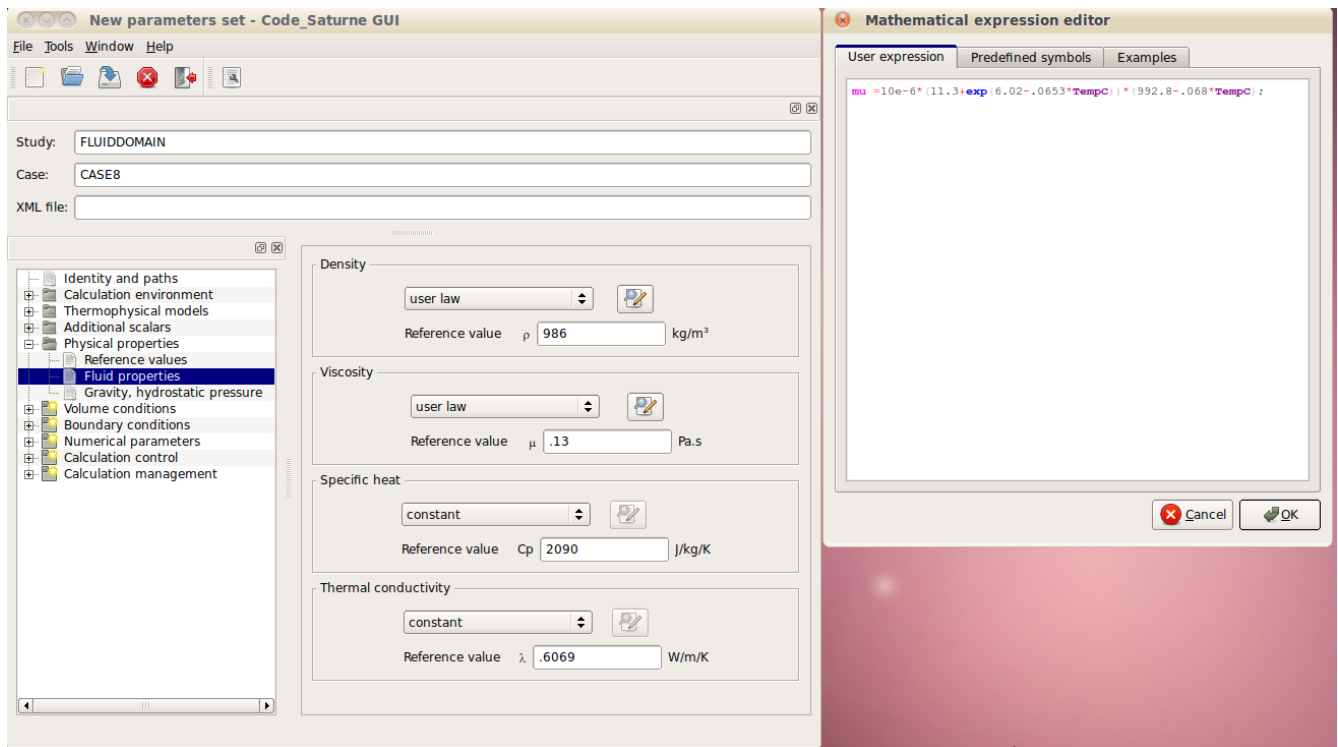 New parameters set - Code_Saturne GUI
File Tools Window Help
Study: FLUIDDOMAIN
Case: CASE8
XML file:
Identity and paths
Calculation environment
Thermophysical models
Additional scalars
Physical properties
Reference values
Fluid properties
Gravity, hydrostatic pressure
Volume conditions
Boundary conditions
Numerical parameters
Calculation control
Calculation management
Density
user law
Reference value ρ 986 kg/m³
Viscosity
user law
Reference value μ .13 Pa.s
Specific heat
constant
Reference value Cp 2090 J/kg/K
Thermal conductivity
constant
Reference value λ .6069 W/m/K
Mathematical expression editor
User expression Predefined symbols Examples
mu =10e-6*(11.3+exp(6.02-.0653*TempC))*(992.8-.068*TempC);
Cancel OK